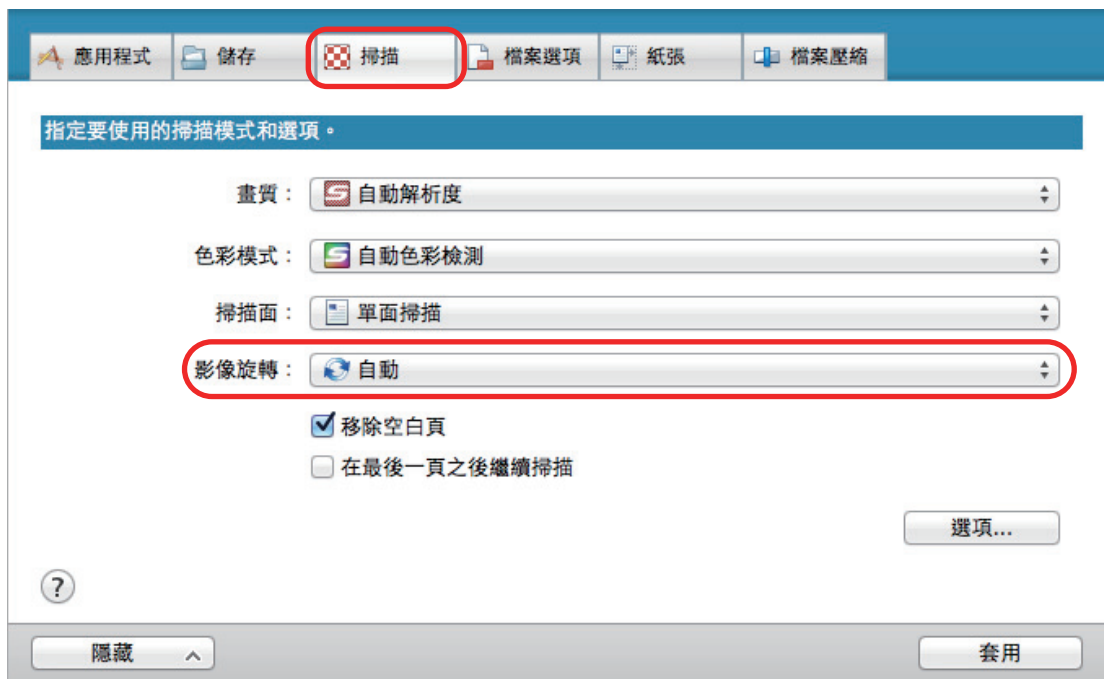 應用程式 儲存 掃描 檔案選項 紙張 檔案壓縮
指定要使用的掃描模式和選項。
畫質： 自動解析度
色彩模式： 自動色彩檢測
掃描面： 單面掃描
影像旋轉： 自動
移除空白頁
在最後一頁之後繼續掃描
選項...
?
隱藏 套用